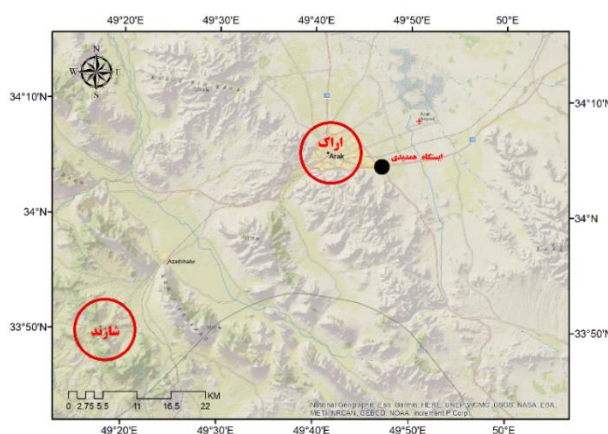 49°20'E 49°30'E 49°40'E 49°50'E 50°E
N
W
S
34°10'N 34°10'N
اراک
Arak
ایستگاه همدیدی
34°N 34°N
Azadshahr
33°50'N 33°50'N
شازند
KM
0 2.75 5.5 11 16.5 22
National Geographic, Esri, Garmin, HERE, UNEP-WCMC, USGS, NASA, ESA,
METI, NRCAN, GEBCO, NOAA, increment P Corp.
49°20'E 49°30'E 49°40'E 49°50'E 50°E